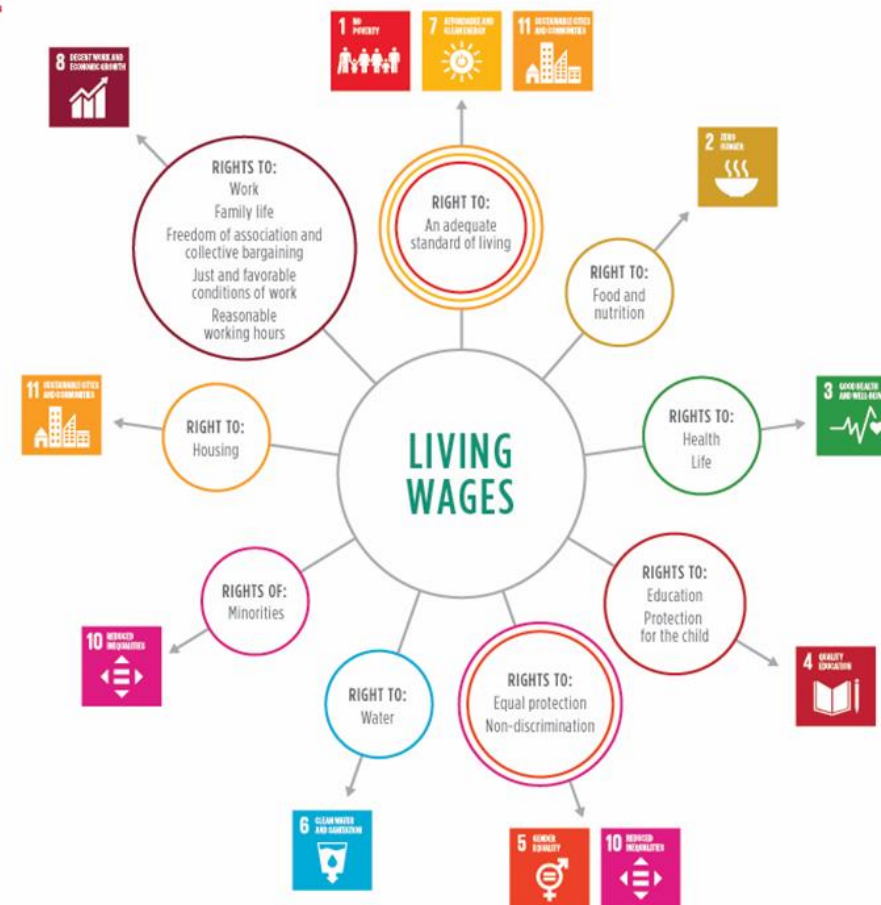 1 NO
POVERTY
7 AFFORDABLE AND
CLEAN ENERGY
11 SUSTAINABLE CITIES
AND COMMUNITIES
8 DECENT WORK AND
ECONOMIC GROWTH
2 ZERO
HUNGER
RIGHTS TO:
Work
Family life
Freedom of association and
collective bargaining
Just and favorable
conditions of work
Reasonable
working hours
RIGHT TO:
An adequate
standard of living
RIGHT TO:
Food and
nutrition
11 SUSTAINABLE CITIES
AND COMMUNITIES
RIGHT TO:
Housing
LIVING
WAGES
RIGHTS TO:
Health
Life
3 GOOD HEALTH
AND WELL-BEING
RIGHTS OF:
Minorities
RIGHTS TO:
Education
Protection
for the child
10 REDUCED
INEQUALITIES
RIGHT TO:
Water
RIGHTS TO:
Equal protection
Non-discrimination
4 QUALITY
EDUCATION
6 CLEAN WATER
AND SANITATION
5 GENDER
EQUALITY
10 REDUCED
INEQUALITIES